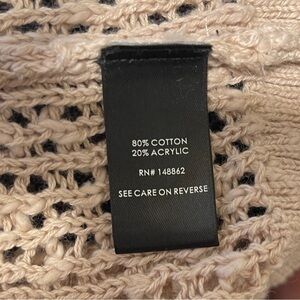 80% COTTON
20% ACRYLIC
RN# 148862
SEE CARE ON REVERSE